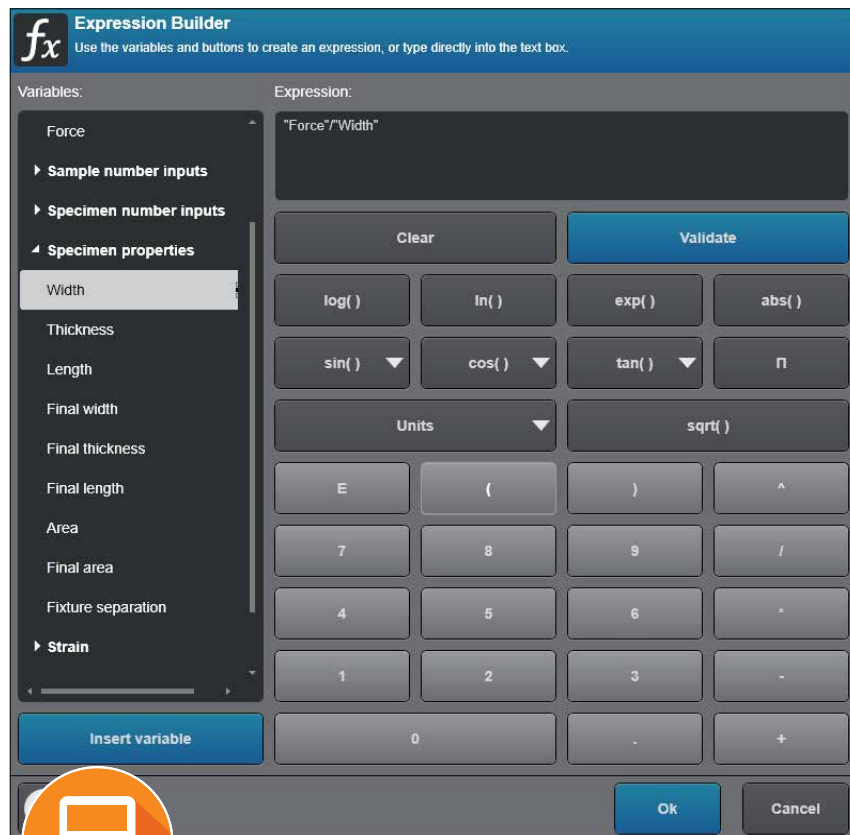 fx
Expression Builder
Use the variables and buttons to create an expression, or type directly into the text box.
Variables:
Force
Sample number inputs
Specimen number inputs
Specimen properties
Width
Thickness
Length
Final width
Final thickness
Final length
Area
Final area
Fixture separation
Strain
Insert variable
Expression:
"Force"/"Width"
Clear Validate
log( ) ln( ) exp( ) abs( )
sin( ) cos( ) tan( ) Π
Units sqrt( )
E ( ) ^
7 8 9 /
4 5 6 *
1 2 3 -
0 . +
Ok Cancel